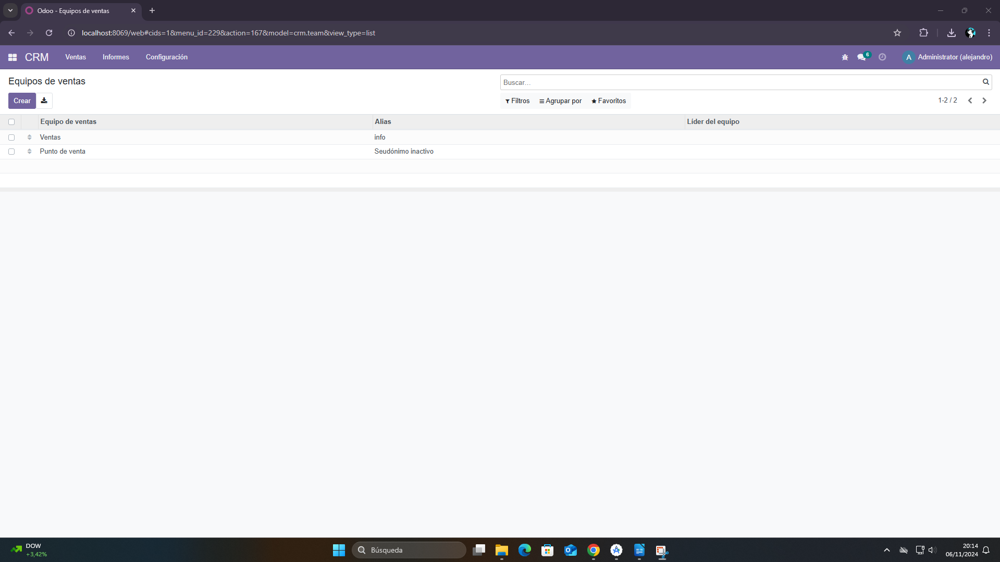 Odoo - Equipos de ventas
localhost:8069/web#cids=1&menu_id=229&action=167&model=crm.team&view_type=list
CRM Ventas Informes Configuración 6 A Administrator (alejandro)
Equipos de ventas Buscar...
Crear Filtros Agrupar por Favoritos 1-2 / 2
Equipo de ventas Alias Líder del equipo
Ventas info
Punto de venta Seudónimo inactivo
DOW
+3,42%
Búsqueda
20:14
06/11/2024